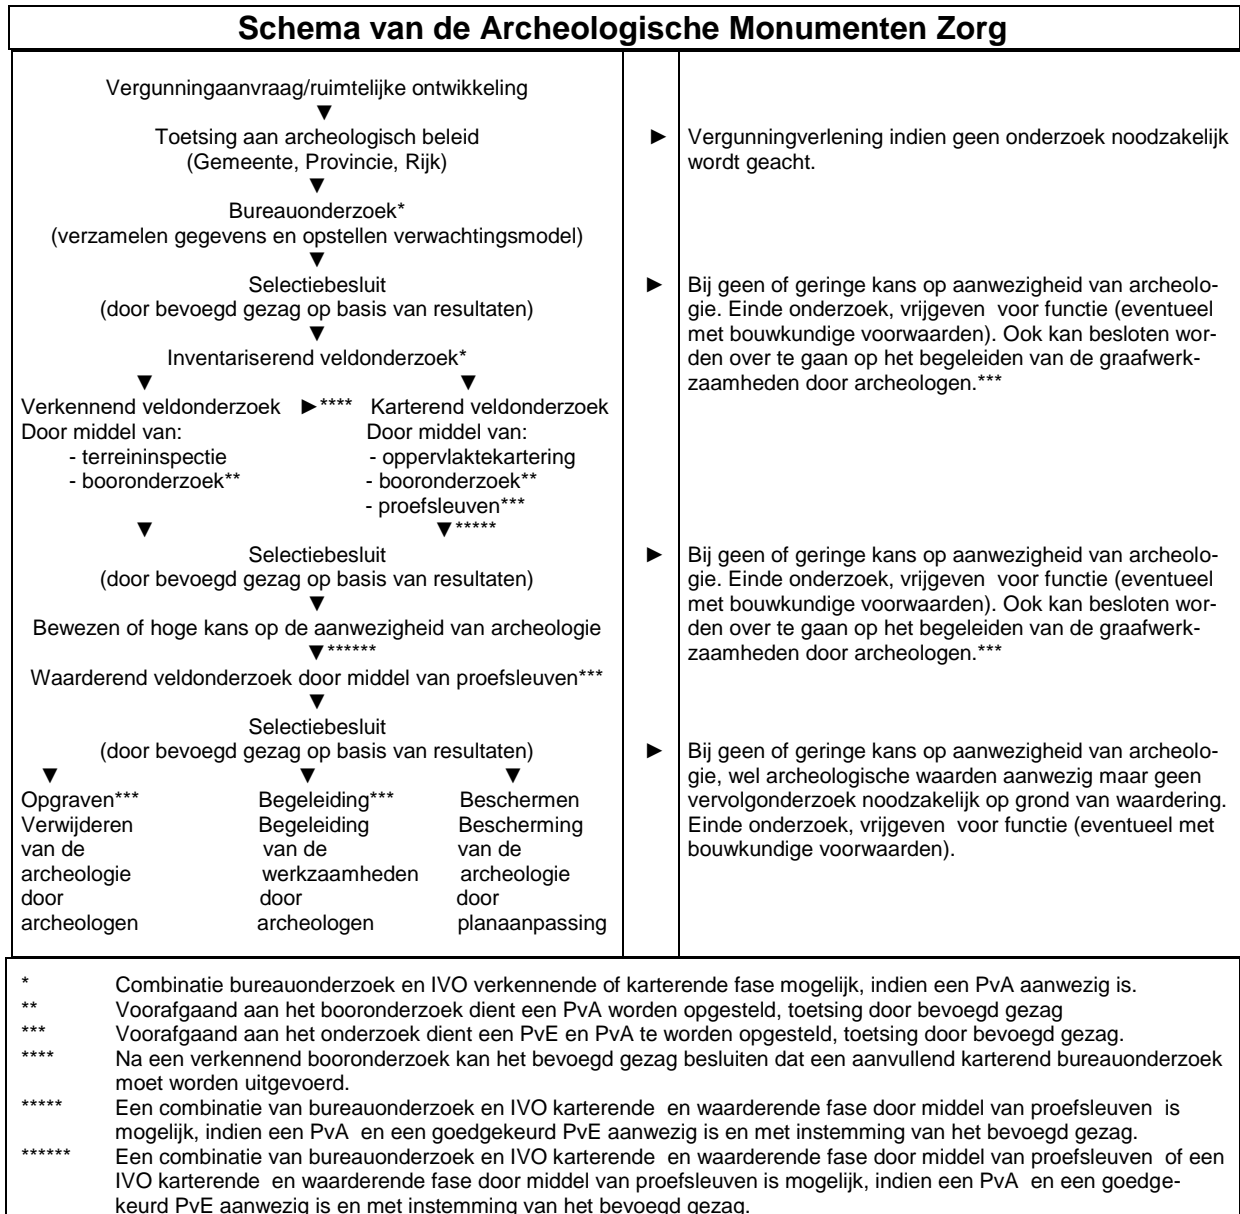 Schema van de Archeologische Monumenten Zorg
Vergunningaanvraag/ruimtelijke ontwikkeling
▼
Toetsing aan archeologisch beleid
(Gemeente, Provincie, Rijk)
► Vergunningverlening indien geen onderzoek noodzakelijk
wordt geacht.
▼
Bureauonderzoek*
(verzamelen gegevens en opstellen verwachtingsmodel)
▼
Selectiebesluit
(door bevoegd gezag op basis van resultaten)
► Bij geen of geringe kans op aanwezigheid van archeolo-
gie. Einde onderzoek, vrijgeven voor functie (eventueel
met bouwkundige voorwaarden). Ook kan besloten wor-
den over te gaan op het begeleiden van de graafwerk-
zaamheden door archeologen.***
▼
Inventariserend veldonderzoek*
▼ ▼
Verkennend veldonderzoek ►**** Karterend veldonderzoek
Door middel van: Door middel van:
- terreininspectie - oppervlaktekartering
- booronderzoek** - booronderzoek**
- proefsleuven***
▼ ▼*****
Selectiebesluit
(door bevoegd gezag op basis van resultaten)
► Bij geen of geringe kans op aanwezigheid van archeolo-
gie. Einde onderzoek, vrijgeven voor functie (eventueel
met bouwkundige voorwaarden). Ook kan besloten wor-
den over te gaan op het begeleiden van de graafwerk-
zaamheden door archeologen.***
▼
Bewezen of hoge kans op de aanwezigheid van archeologie
▼******
Waarderend veldonderzoek door middel van proefsleuven***
▼
Selectiebesluit
(door bevoegd gezag op basis van resultaten)
► Bij geen of geringe kans op aanwezigheid van archeolo-
gie, wel archeologische waarden aanwezig maar geen
vervolgonderzoek noodzakelijk op grond van waardering.
Einde onderzoek, vrijgeven voor functie (eventueel met
bouwkundige voorwaarden).
▼ ▼ ▼
Opgraven*** Begeleiding*** Beschermen
Verwijderen Begeleiding Bescherming
van de van de van de
archeologie werkzaamheden archeologie
door door door
archeologen archeologen planaanpassing
* Combinatie bureauonderzoek en IVO verkennende of karterende fase mogelijk, indien een PvA aanwezig is.
** Voorafgaand aan het booronderzoek dient een PvA worden opgesteld, toetsing door bevoegd gezag
*** Voorafgaand aan het onderzoek dient een PvE en PvA te worden opgesteld, toetsing door bevoegd gezag.
**** Na een verkennend booronderzoek kan het bevoegd gezag besluiten dat een aanvullend karterend bureauonderzoek
moet worden uitgevoerd.
***** Een combinatie van bureauonderzoek en IVO karterende en waarderende fase door middel van proefsleuven is
mogelijk, indien een PvA en een goedgekeurd PvE aanwezig is en met instemming van het bevoegd gezag.
****** Een combinatie van bureauonderzoek en IVO karterende en waarderende fase door middel van proefsleuven of een
IVO karterende en waarderende fase door middel van proefsleuven is mogelijk, indien een PvA en een goedge-
keurd PvE aanwezig is en met instemming van het bevoegd gezag.